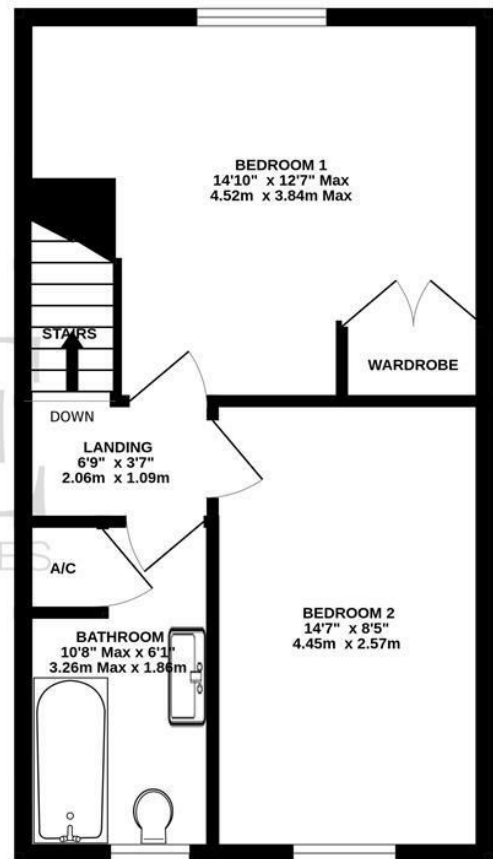 BEDROOM 1
14'10" x 12'7" Max
4.52m x 3.84m Max
WARDROBE
STAIRS
DOWN
LANDING
6'9" x 3'7"
2.06m x 1.09m
A/C
BATHROOM
10'8" Max x 6'1"
3.26m Max x 1.86m
BEDROOM 2
14'7" x 8'5"
4.45m x 2.57m